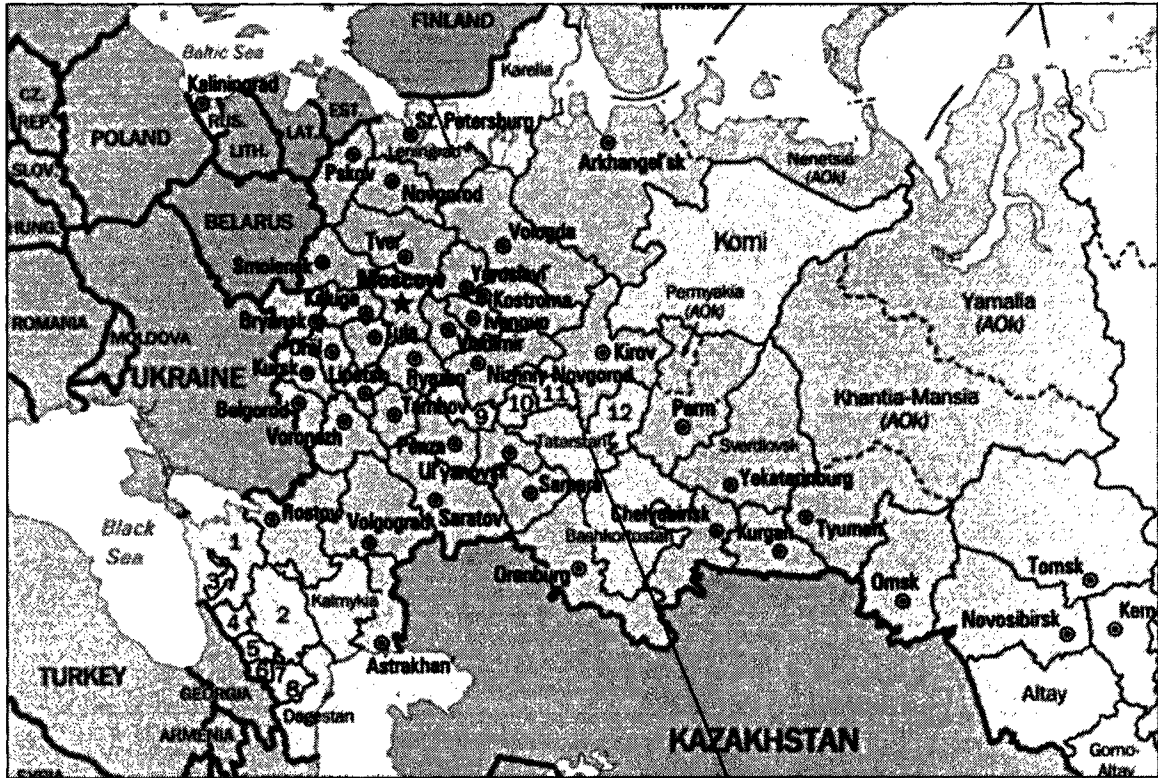 FINLAND
Baltic Sea
Karelia
Kaliningrad
CZ.
REP.
RUS.
EST.
St. Petersburg
POLAND
LAT.
Leningrad
LITH.
Arkhangel'sk
Nenetsia
(AOk)
SLOV.
Pskov
Novgorod
HUNG.
BELARUS
Vologda
Komi
Tver'
Smolensk
Moscow
Yaroslavl'
Kostroma
Permyakia
(AOk)
Yamalia
(AOk)
Kaluga
Ivanovo
ROMANIA
MOLDOVA
Bryansk
Tula
Vladimir
Orel
Kirov
UKRAINE
Kursk
Lipetsk
Ryazan
Nizhniy Novgorod
Khantia-Mansia
(AOk)
Belgorod
Tambov
9
10
11
12
Perm
Voronezh
Penza
Tatarstan
Sverdlovsk
Ul'yanovsk
Samara
Yekaterinburg
Black
Sea
Rostov
Volgograd
Saratov
Chelyabinsk
Kurgan
Tyumen'
1
Bashkortostan
Orenburg
Omsk
Tomsk
3
2
Kalmykia
Novosibirsk
Kem
4
Astrakhan'
5
TURKEY
6
7
8
GEORGIA
Dagestan
Altay
ARMENIA
KAZAKHSTAN
Gorno-
Altay
SYRIA